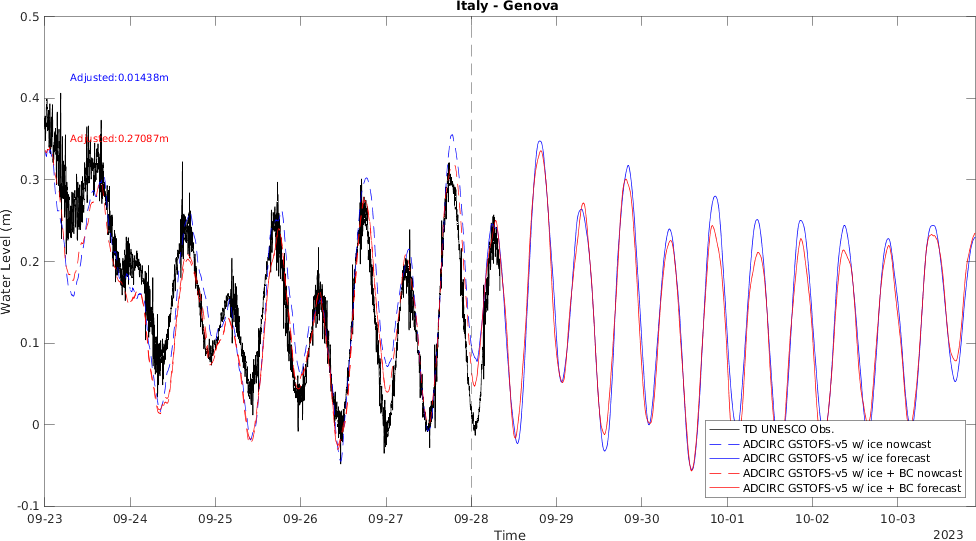 Italy - Genova
0.5
0.4
0.3
0.2
0.1
0
-0.1
Water Level (m)
Adjusted:0.01438m
Adjusted:0.27087m
TD UNESCO Obs.
ADCIRC GSTOFS-v5 w/ ice nowcast
ADCIRC GSTOFS-v5 w/ ice forecast
ADCIRC GSTOFS-v5 w/ ice + BC nowcast
ADCIRC GSTOFS-v5 w/ ice + BC forecast
09-23 09-24 09-25 09-26 09-27 09-28 09-29 09-30 10-01 10-02 10-03
Time
2023